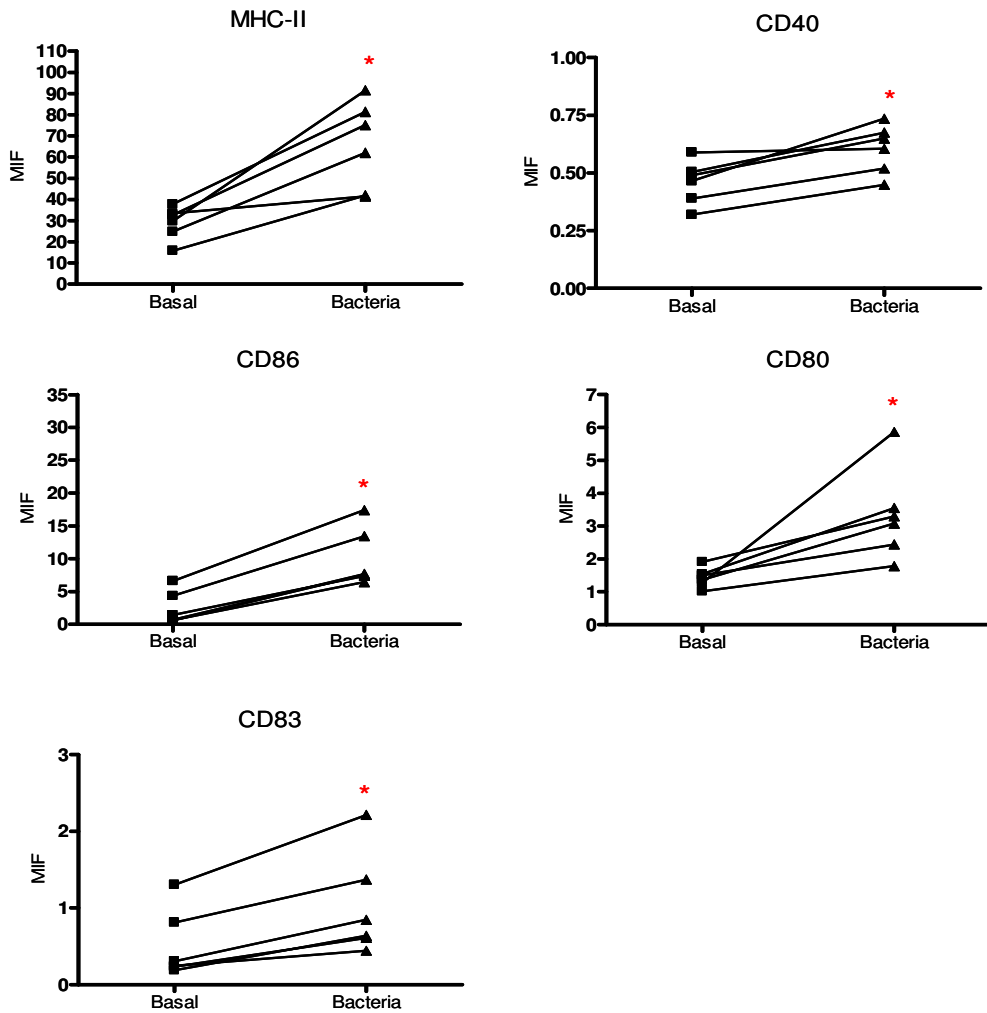 MHC-II
110
100
90
80
70
60
50
40
30
20
10
0
MIF
*
Basal
Bacteria
CD40
1.00
0.75
0.50
0.25
0.00
MIF
*
Basal
Bacteria
CD86
35
30
25
20
15
10
5
0
MIF
*
Basal
Bacteria
CD80
7
6
5
4
3
2
1
0
MIF
*
Basal
Bacteria
CD83
3
2
1
0
MIF
*
Basal
Bacteria